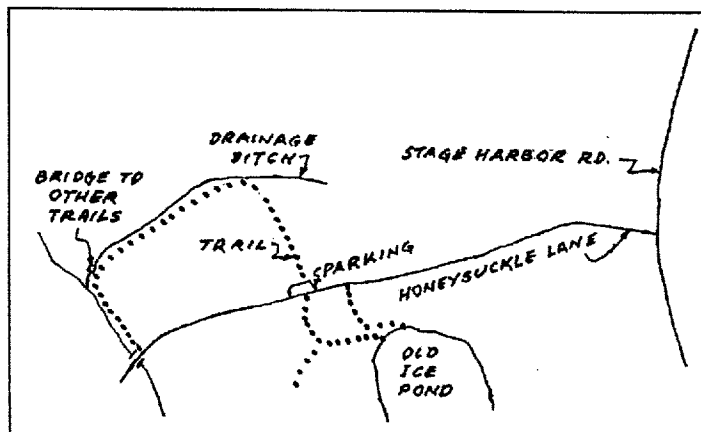 DRAINAGE
DITCH
STAGE HARBOR RD.
BRIDGE TO
OTHER
TRAILS
TRAIL
PARKING
HONEYSUCKLE LANE
OLD
ICE
POND